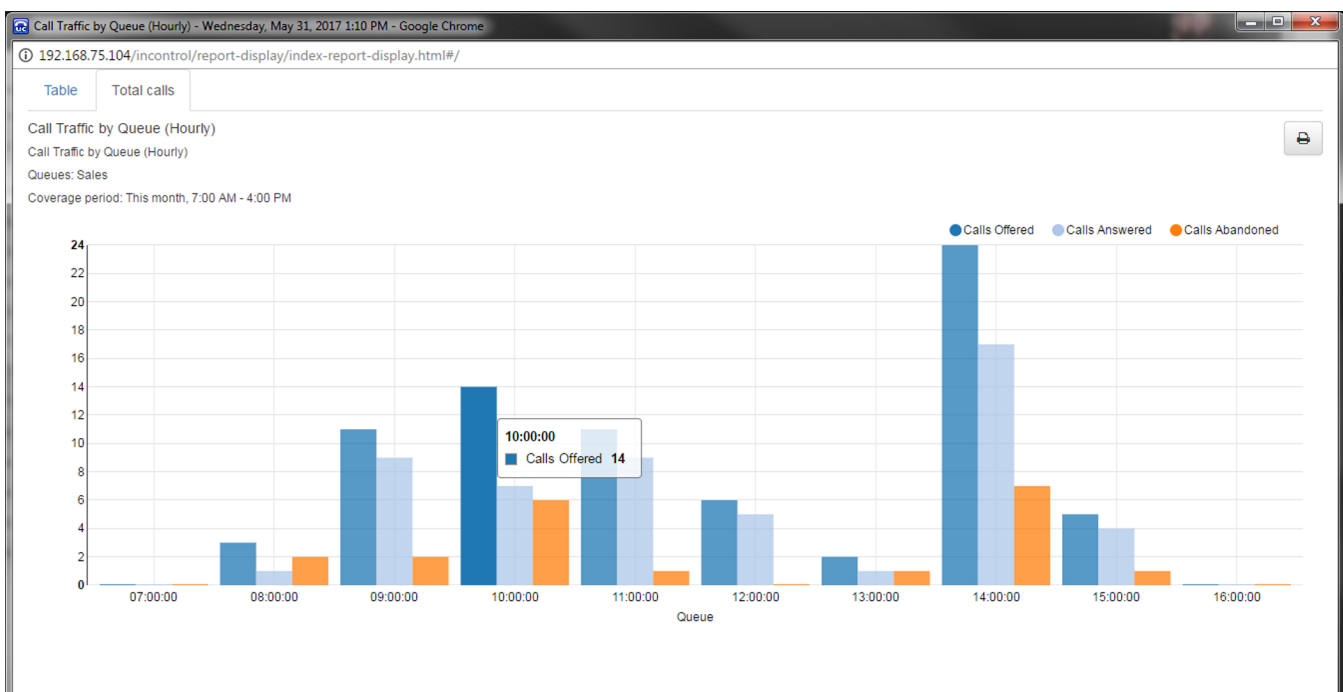 Call Traffic by Queue (Hourly) - Wednesday, May 31, 2017 1:10 PM - Google Chrome
192.168.75.104/incontrol/report-display/index-report-display.html#/
Table Total calls
Call Traffic by Queue (Hourly)
Call Traffic by Queue (Hourly)
Queues: Sales
Coverage period: This month, 7:00 AM - 4:00 PM
Calls Offered Calls Answered Calls Abandoned
24
22
20
18
16
14
12
10
8
6
4
2
0
10:00:00
Calls Offered 14
07:00:00 08:00:00 09:00:00 10:00:00 11:00:00 12:00:00 13:00:00 14:00:00 15:00:00 16:00:00
Queue